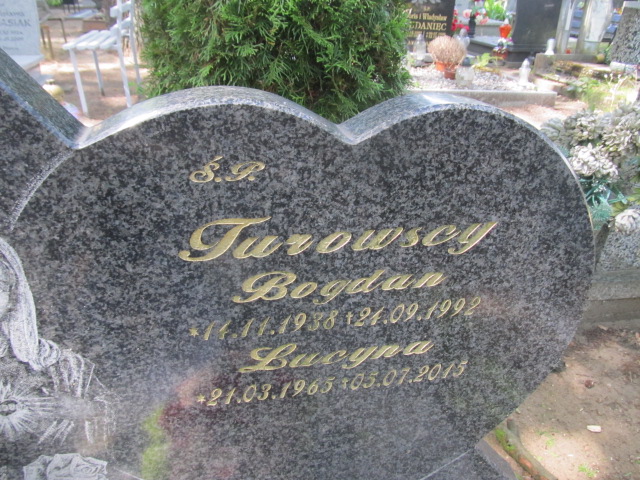 Ś.P.
Turowscy
Bogdan
*11.11.1938 +21.09.1992
Lucyna
*21.03.1965 +05.07.2015